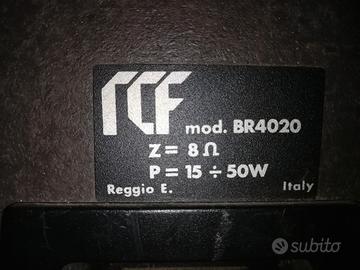 RCF mod. BR4020
Z = 8 Ω
P = 15 ÷ 50W
Reggio E. Italy
subito